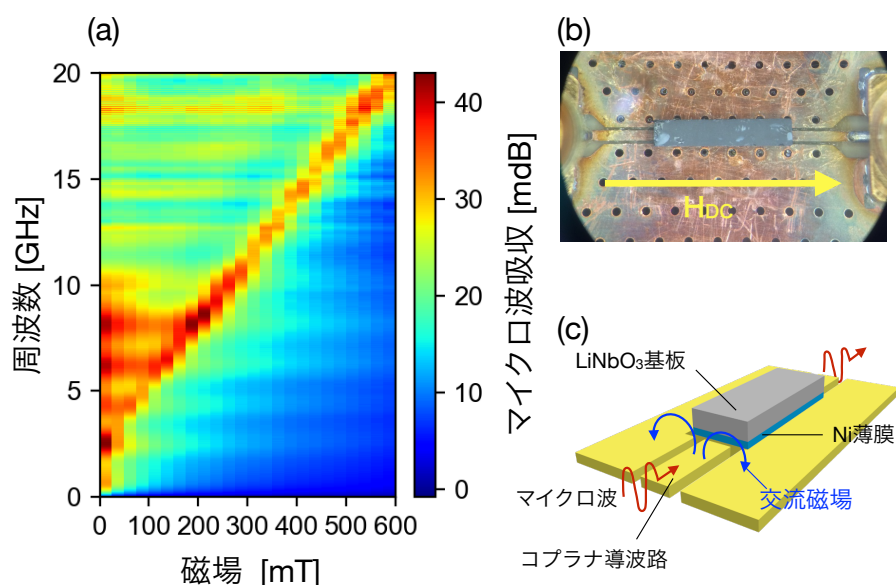 (a)
20
15
10
5
0
周波数 [GHz]
0 100 200 300 400 500 600
磁場 [mT]
40
30
20
10
0
マイクロ波吸収 [mdB]
(b)
HDC
(c)
LiNbO₃基板
Ni薄膜
マイクロ波
交流磁場
コプラナ導波路